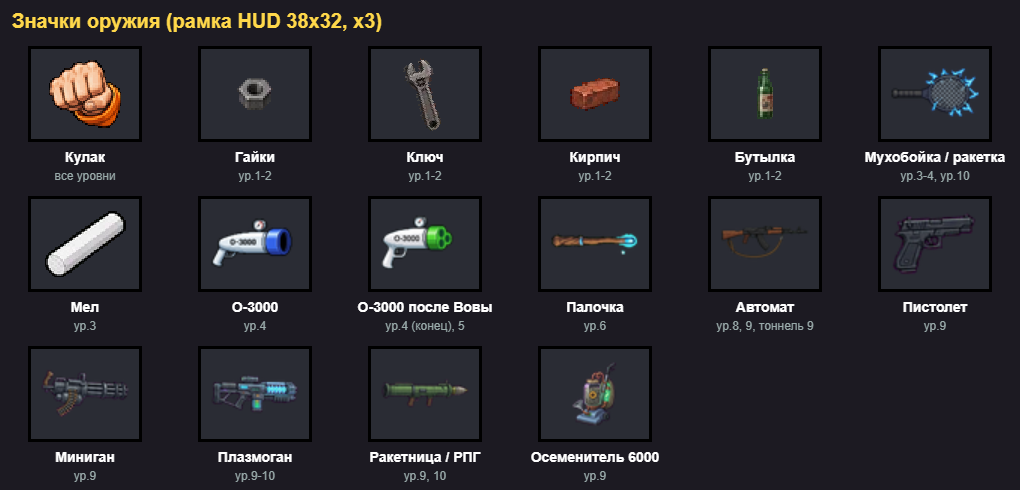 Значки оружия (рамка HUD 38x32, x3)
Кулак Гайки Ключ Кирпич Бутылка Мухобойка / ракетка
все уровни ур.1-2 ур.1-2 ур.1-2 ур.1-2 ур.3-4, ур.10
О-3000 О-3000
Мел О-3000 О-3000 после Вовы Палочка Автомат Пистолет
ур.3 ур.4 ур.4 (конец), 5 ур.6 ур.8, 9, тоннель 9 ур.9
Миниган Плазмоган Ракетница / РПГ Осеменитель 6000
ур.9 ур.9-10 ур.9, 10 ур.9